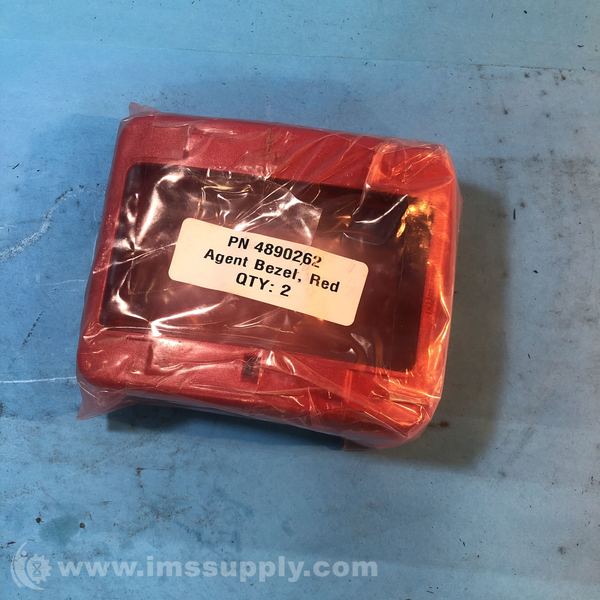 PN 4890262
Agent Bezel, Red
QTY: 2
www.imssupply.com